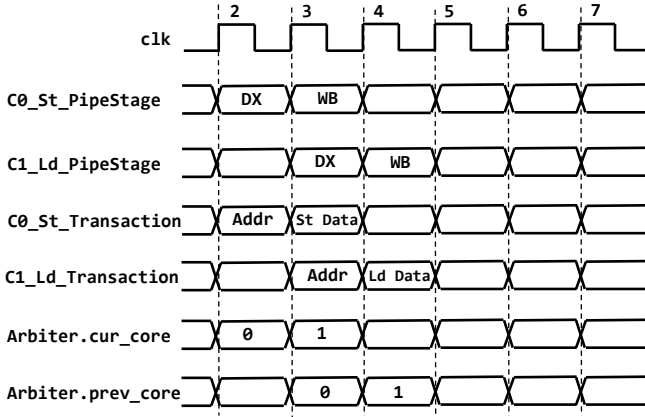 2 3 4 5 6 7
clk
C0_St_PipeStage DX WB
C1_Ld_PipeStage DX WB
C0_St_Transaction Addr St Data
C1_Ld_Transaction Addr Ld Data
Arbiter.cur_core 0 1
Arbiter.prev_core 0 1